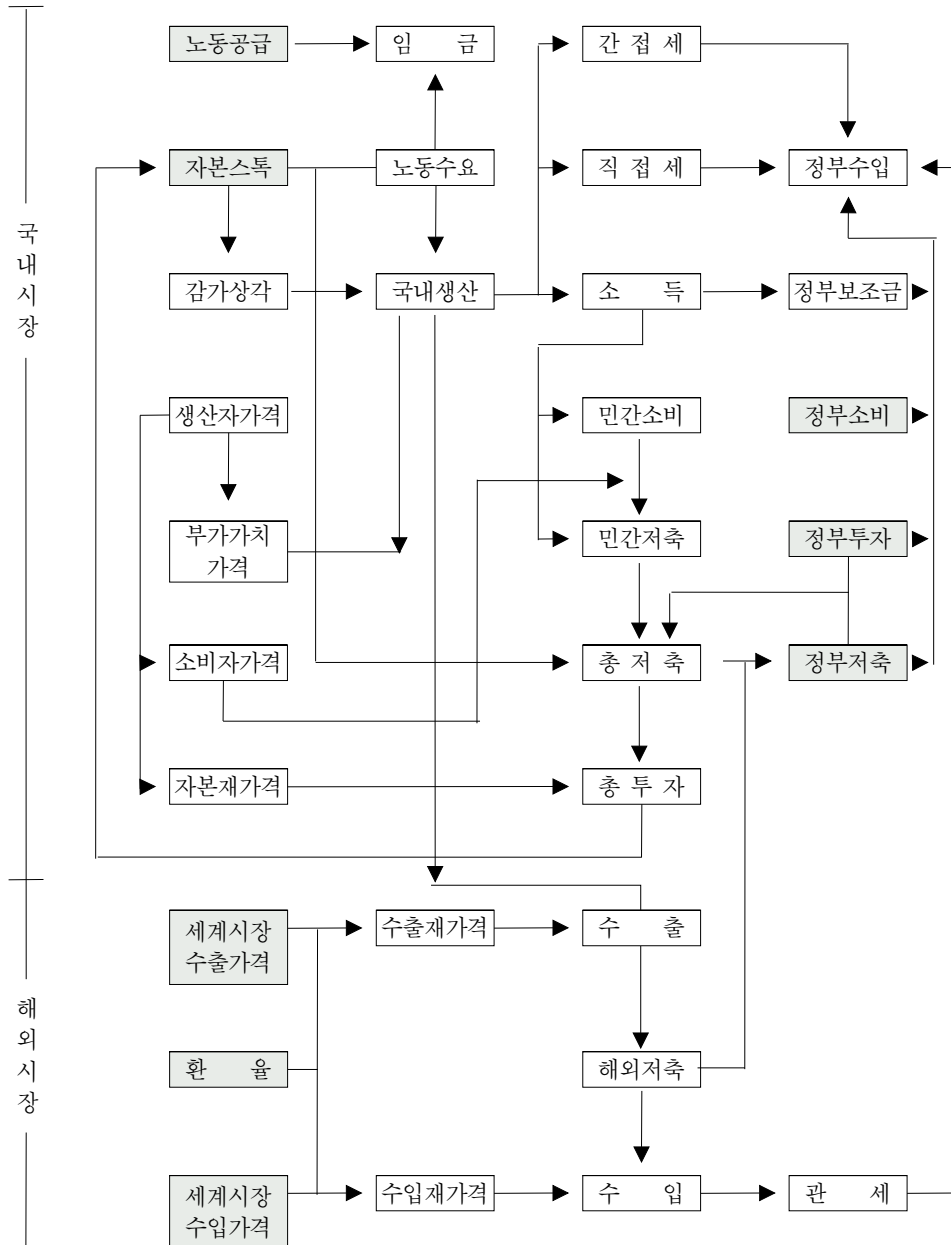 노동공급
임 금
간 접 세
자본스톡
노동수요
직 접 세
정부수입
국내시장
감가상각
국내생산
소 득
정부보조금
생산자가격
민간소비
정부소비
부가가치
가격
민간저축
정부투자
소비자가격
총 저 축
정부저축
자본재가격
총 투 자
세계시장
수출가격
수출재가격
수 출
해외시장
환 율
해외저축
세계시장
수입가격
수입재가격
수 입
관 세